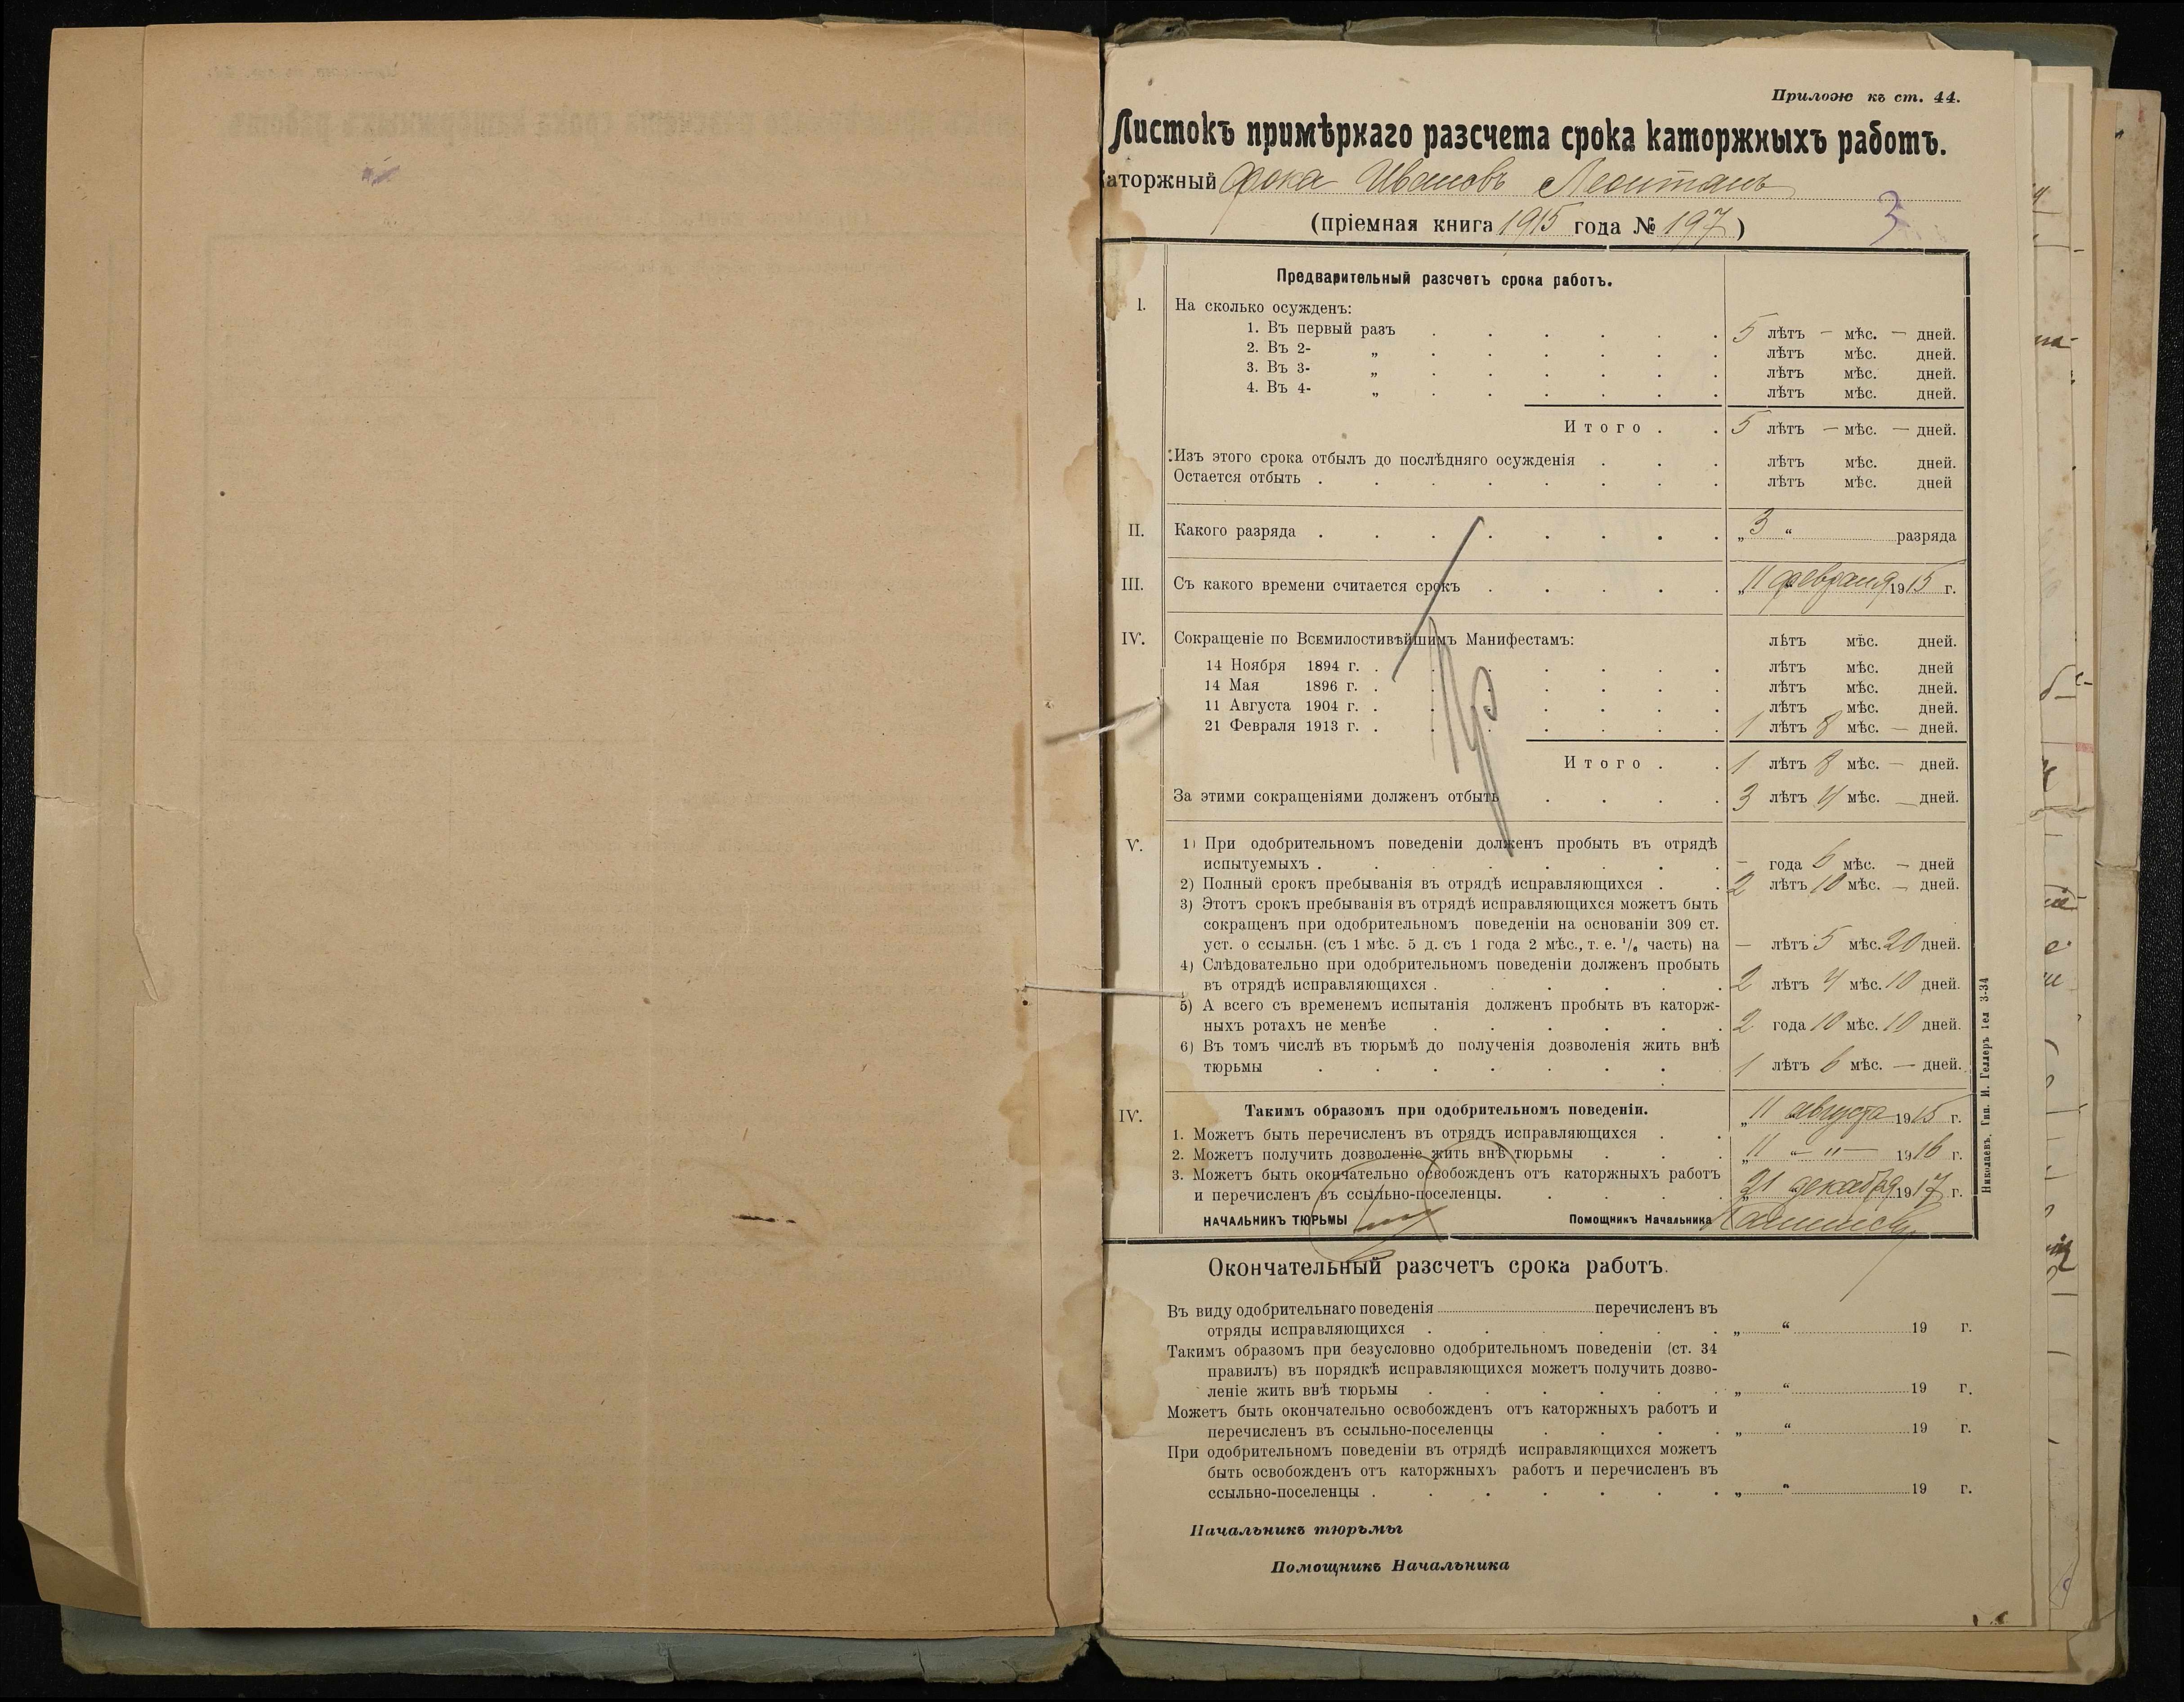 Прилож къ ст. 44.
Листокъ примѣрнаго разсчета срока каторжныхъ работъ.
Каторжный Фока Ивановъ Леонтанъ
(пріемная книга 1915 года № 197)
3
Предварительный разсчетъ срока работъ.
I. На сколько осужденъ:
1. Въ первый разъ 5 лѣтъ — мѣс. — дней.
2. Въ 2- „ лѣтъ мѣс. дней.
3. Въ 3- „ лѣтъ мѣс. дней.
4. Въ 4- „ лѣтъ мѣс. дней.
Итого . . 5 лѣтъ — мѣс. — дней.
Изъ этого срока отбылъ до послѣдняго осужденія . . . лѣтъ мѣс. дней.
Остается отбыть . лѣтъ мѣс. дней
II. Какого разряда . „ 3 “ разряда
III. Съ какого времени считается срокъ . „ 11 февраля 1915 г.
IV. Сокращеніе по Всемилостивѣйшимъ Манифестамъ: лѣтъ мѣс. дней.
14 Ноября 1894 г. . лѣтъ мѣс. дней
14 Мая 1896 г. . лѣтъ мѣс. дней.
11 Августа 1904 г. . лѣтъ мѣс. дней.
21 Февраля 1913 г. . 1 лѣтъ 8 мѣс. — дней.
Итого . . 1 лѣтъ 8 мѣс. — дней.
За этими сокращеніями долженъ отбыть . 3 лѣтъ 4 мѣс. — дней.
V. 1) При одобрительномъ поведеніи долженъ пробыть въ отрядѣ
испытуемыхъ . — года 6 мѣс. — дней
2) Полный срокъ пребыванія въ отрядѣ исправляющихся . . 2 лѣтъ 10 мѣс. — дней.
3) Этотъ срокъ пребыванія въ отрядѣ исправляющихся можетъ быть
сокращенъ при одобрительномъ поведеніи на основаніи 309 ст.
уст. о ссыльн. (съ 1 мѣс. 5 д. съ 1 года 2 мѣс., т. е. 1/6 часть) на — лѣтъ 5 мѣс. 20 дней.
4) Слѣдовательно при одобрительномъ поведеніи долженъ пробыть
въ отрядѣ исправляющихся . 2 лѣтъ 4 мѣс. 10 дней.
5) А всего съ временемъ испытанія долженъ пробыть въ каторж-
ныхъ ротахъ не менѣе . 2 года 10 мѣс. 10 дней.
6) Въ томъ числѣ въ тюрьмѣ до полученія дозволенія жить внѣ
тюрьмы . 1 лѣтъ 6 мѣс. — дней.
IV. Такимъ образомъ при одобрительномъ поведеніи.
1. Можетъ быть перечисленъ въ отрядъ исправляющихся . . „ 11 августа 1915 г.
2. Можетъ получить дозволеніе жить внѣ тюрьмы . „ 11 “ — " — 1916 г.
3. Можетъ быть окончательно освобожденъ отъ каторжныхъ работъ
и перечисленъ въ ссыльно-поселенцы. . 21 декабря 1917 г.
НАЧАЛЬНИКЪ ТЮРЬМЫ Помощникъ Начальника
Николаевъ, Тип. И. Геллеръ Тел 3-34
Окончательный разсчетъ срока работъ.
Въ виду одобрительнаго поведенія перечисленъ въ
отряды исправляющихся . „ “ 19 г.
Такимъ образомъ при безусловно одобрительномъ поведеніи (ст. 34
правилъ) въ порядкѣ исправляющихся можетъ получить дозво-
леніе жить внѣ тюрьмы . „ “ 19 г.
Можетъ быть окончательно освобожденъ отъ каторжныхъ работъ и
перечисленъ въ ссыльно-поселенцы . „ “ 19 г.
При одобрительномъ поведеніи въ отрядѣ исправляющихся можетъ
быть освобожденъ отъ каторжныхъ работъ и перечисленъ въ
ссыльно-поселенцы . „ “ 19 г.
Начальникъ тюрьмы
Помощникъ Начальника